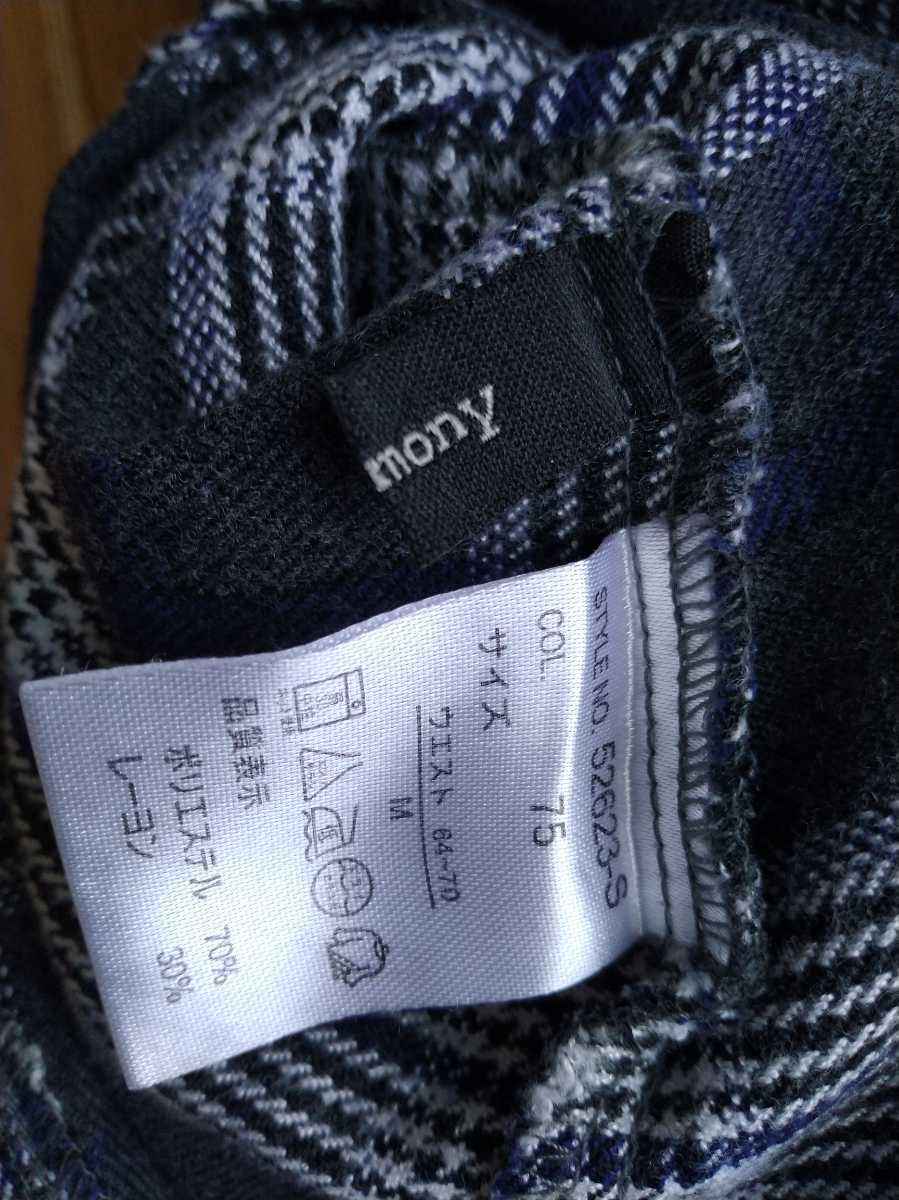 mony
STYLE NO. 52623-S
COL. 75
サイズ
ウエスト 64-70
M
品質表示
ポリエステル 70%
レーヨン 30%